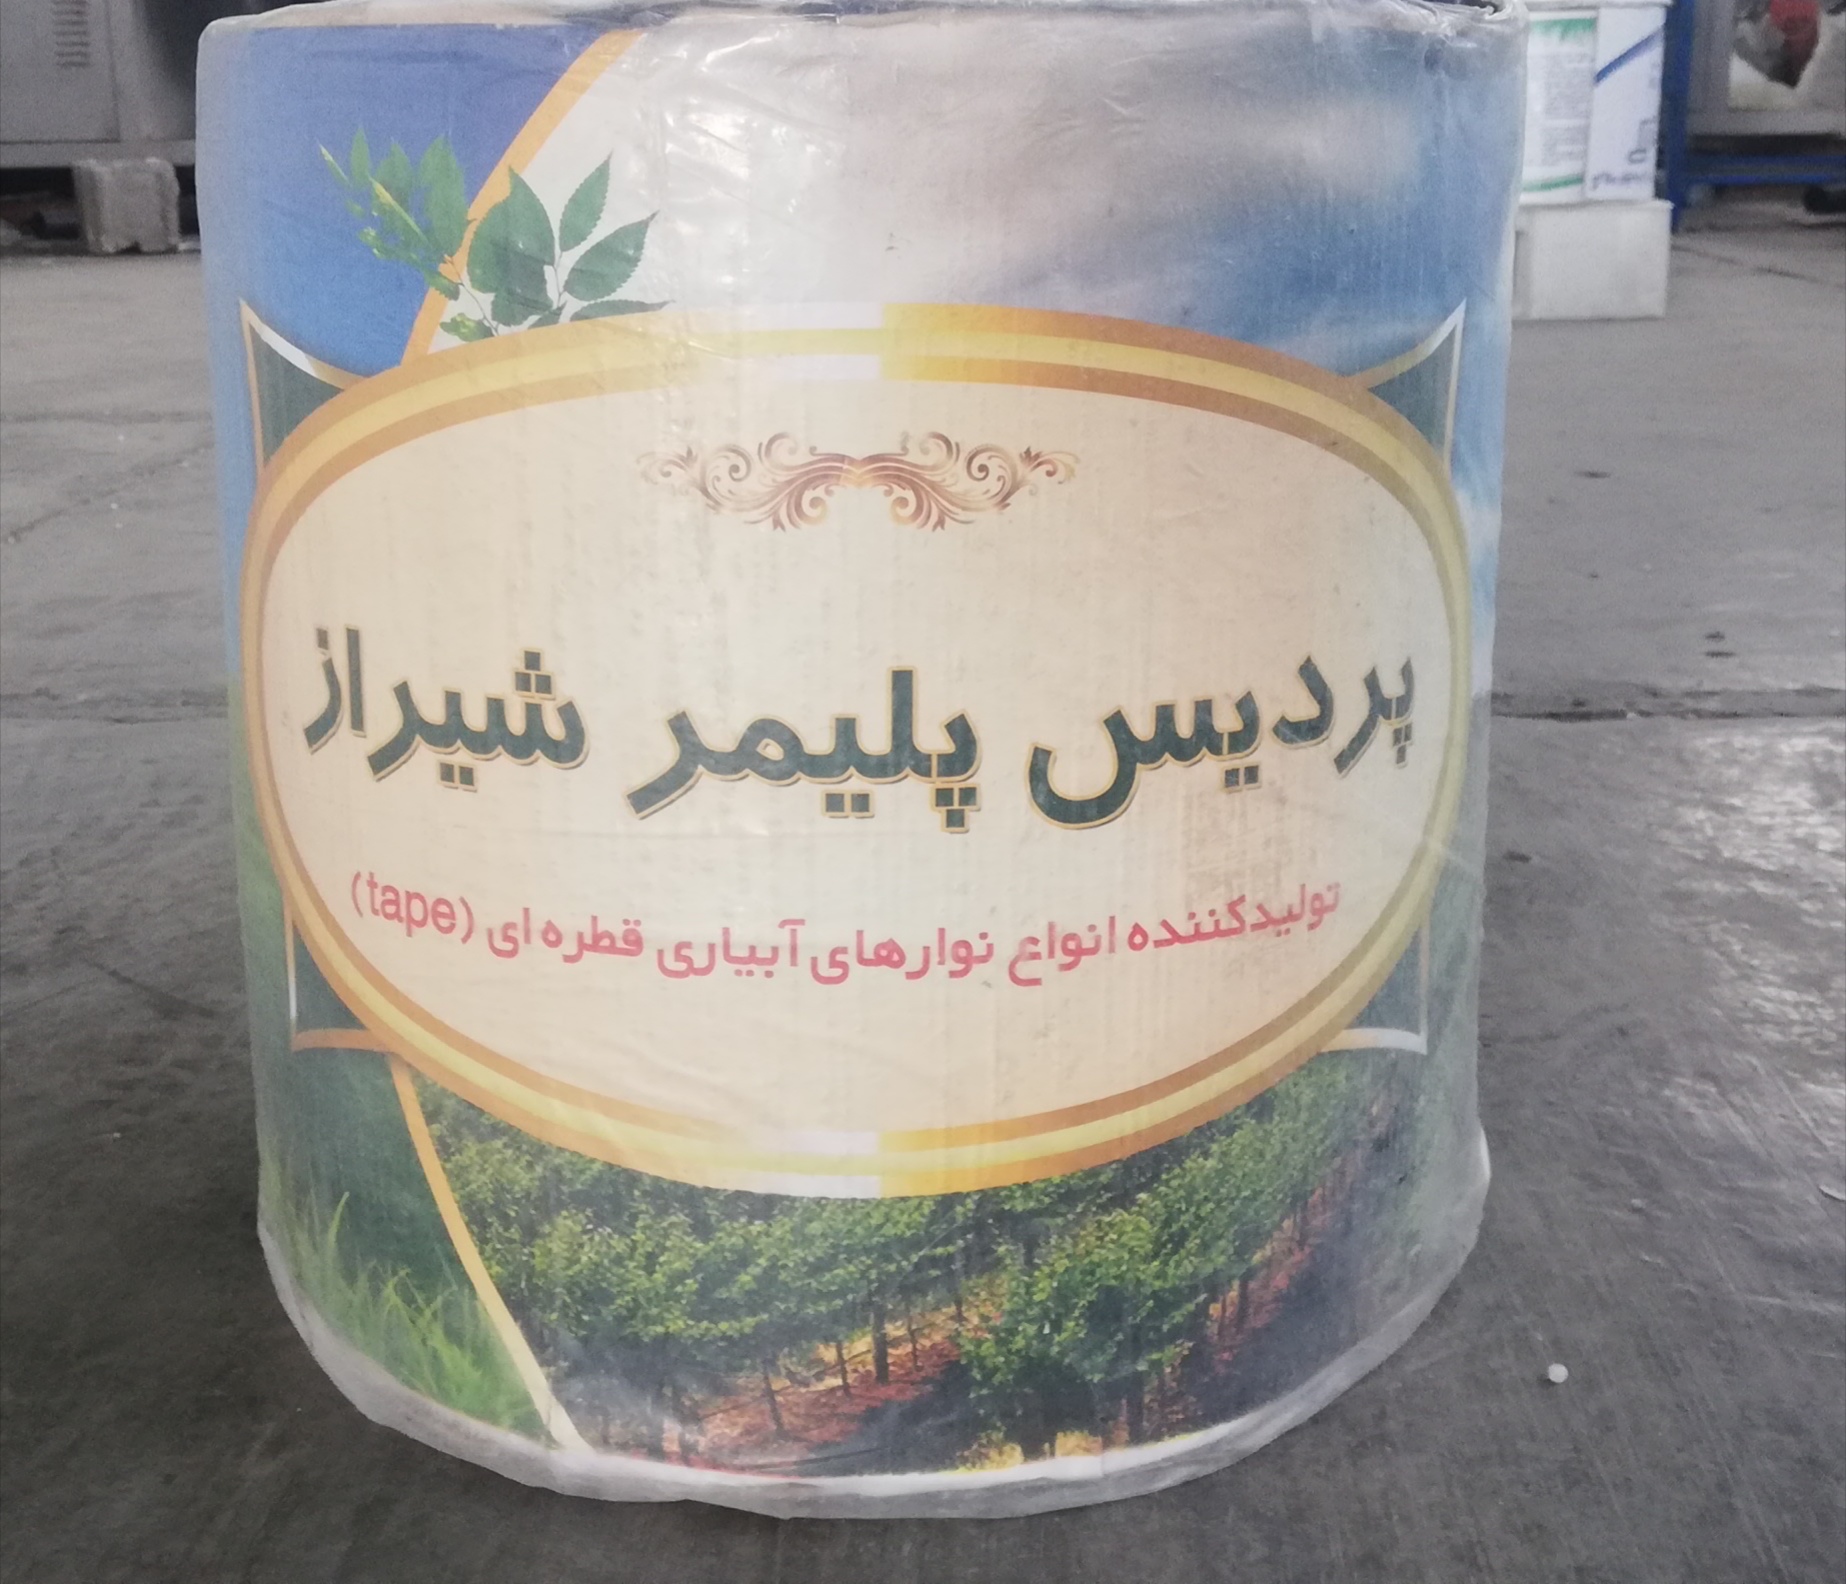 پردیس پلیمر شیراز
تولیدکننده انواع نوارهای آبیاری قطره ای (tape)